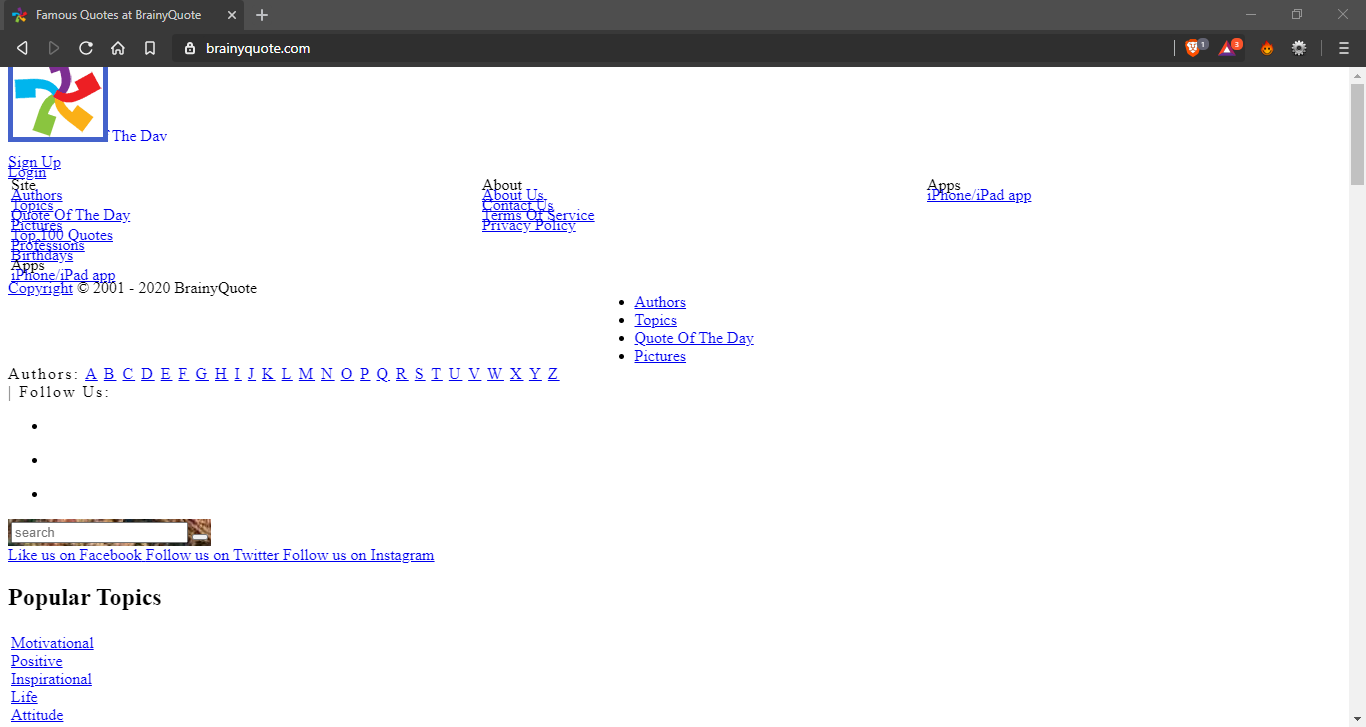 Famous Quotes at BrainyQuote
brainyquote.com
1
3
The Day
Sign Up
Login
Site
Authors
Topics
Quote Of The Day
Pictures
Top 100 Quotes
Professions
Birthdays
Apps
iPhone/iPad app
About
About Us
Contact Us
Terms Of Service
Privacy Policy
Apps
iPhone/iPad app
Copyright © 2001 - 2020 BrainyQuote
Authors
Topics
Quote Of The Day
Pictures
Authors: A B C D E F G H I J K L M N O P Q R S T U V W X Y Z
| Follow Us:
search
Like us on Facebook Follow us on Twitter Follow us on Instagram
Popular Topics
Motivational
Positive
Inspirational
Life
Attitude